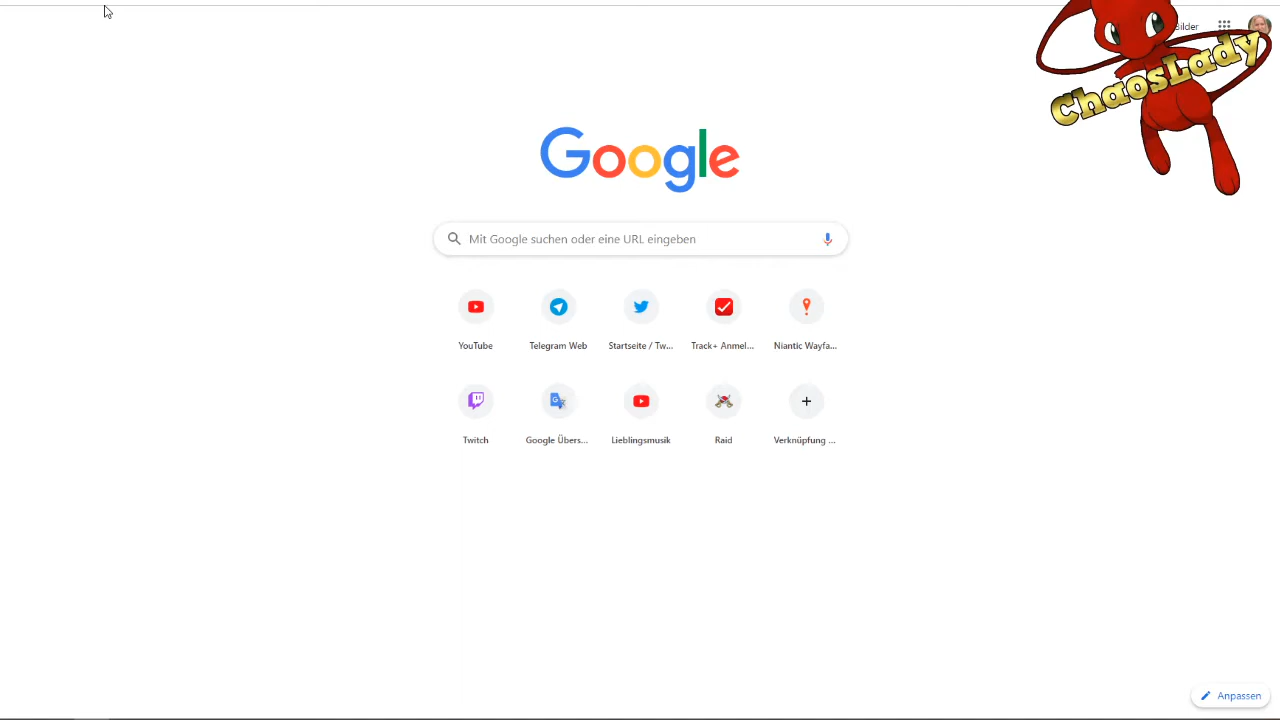 Bilder
ChaosLady
Google
Mit Google suchen oder eine URL eingeben
YouTube
Telegram Web
Startseite / Tw...
Track+ Anmel...
Niantic Wayfa...
Twitch
Google Übers...
Lieblingsmusik
Raid
Verknüpfung ...
Anpassen